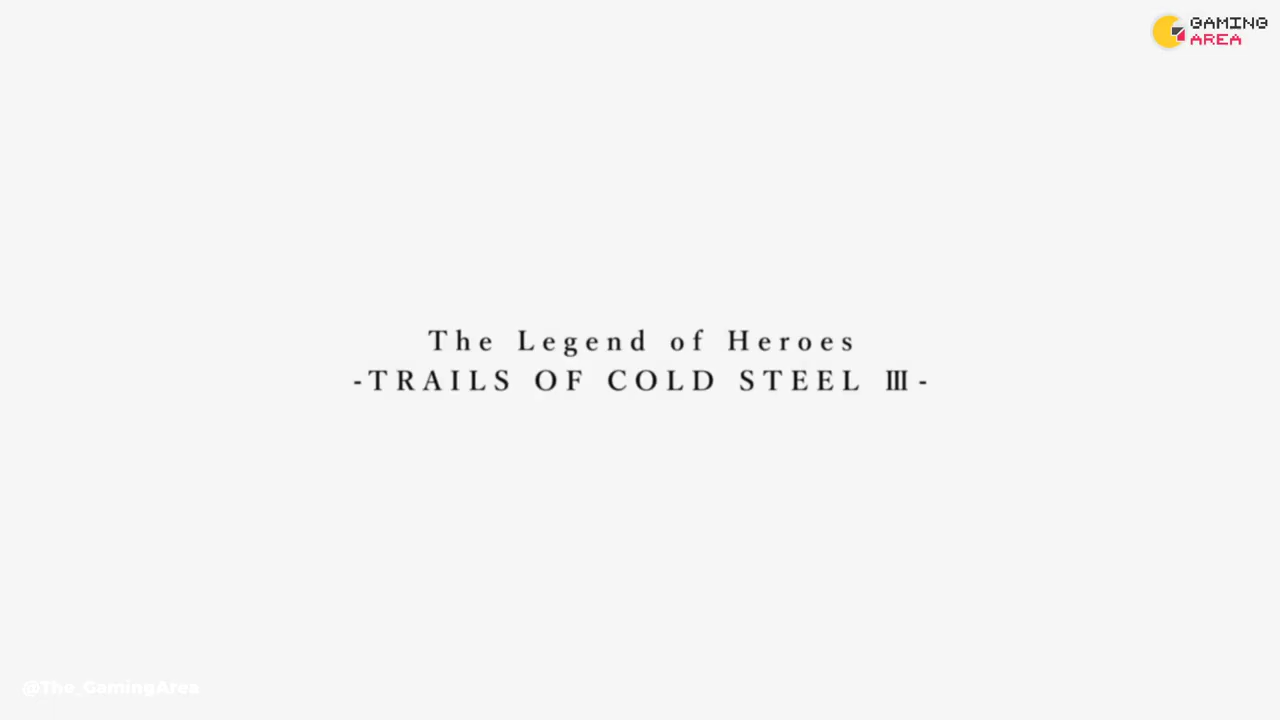 GAMING
AREA
The Legend of Heroes
-TRAILS OF COLD STEEL Ⅲ-
@The_GamingArea